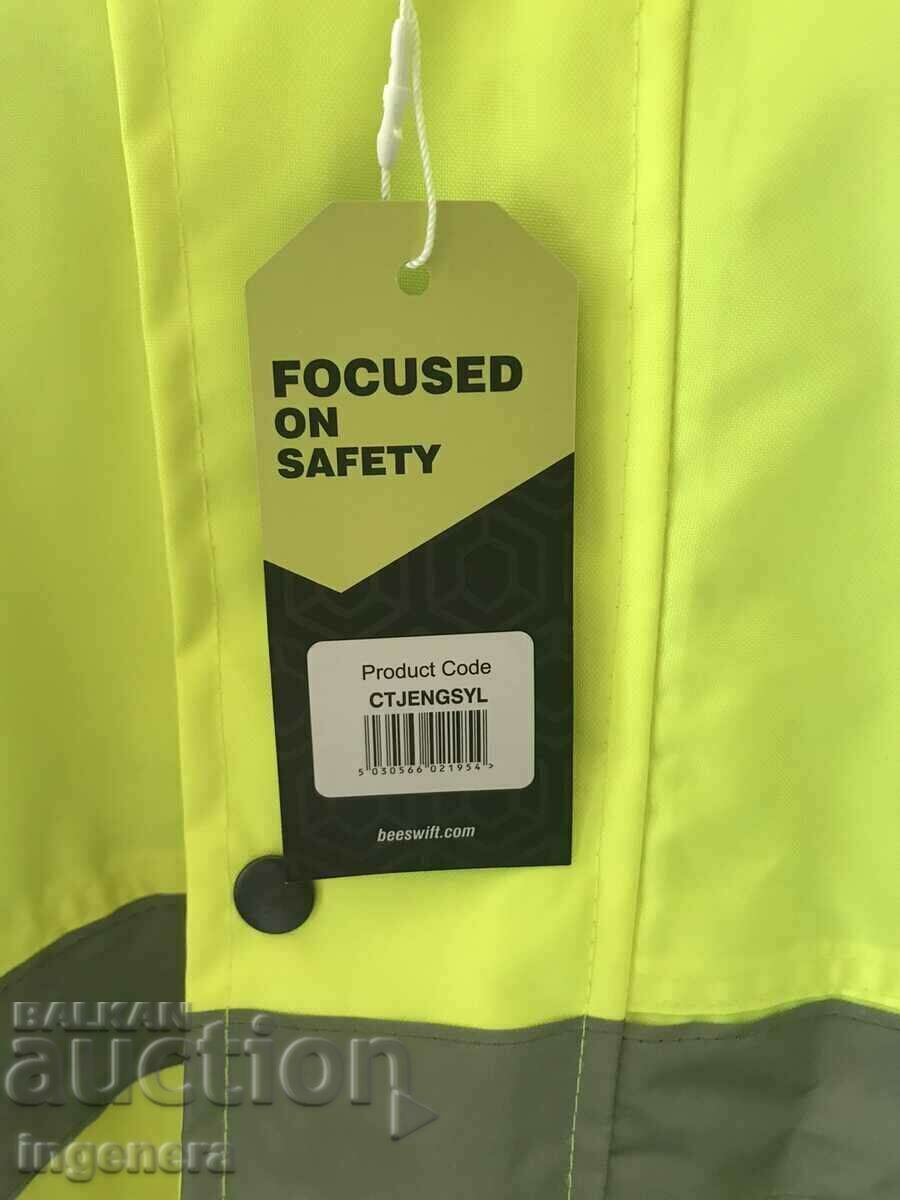 FOCUSED
ON
SAFETY
Product Code
CTJENGSYL
5 030566 021954 >
beeswift.com
BALKAN
auction
ingenera